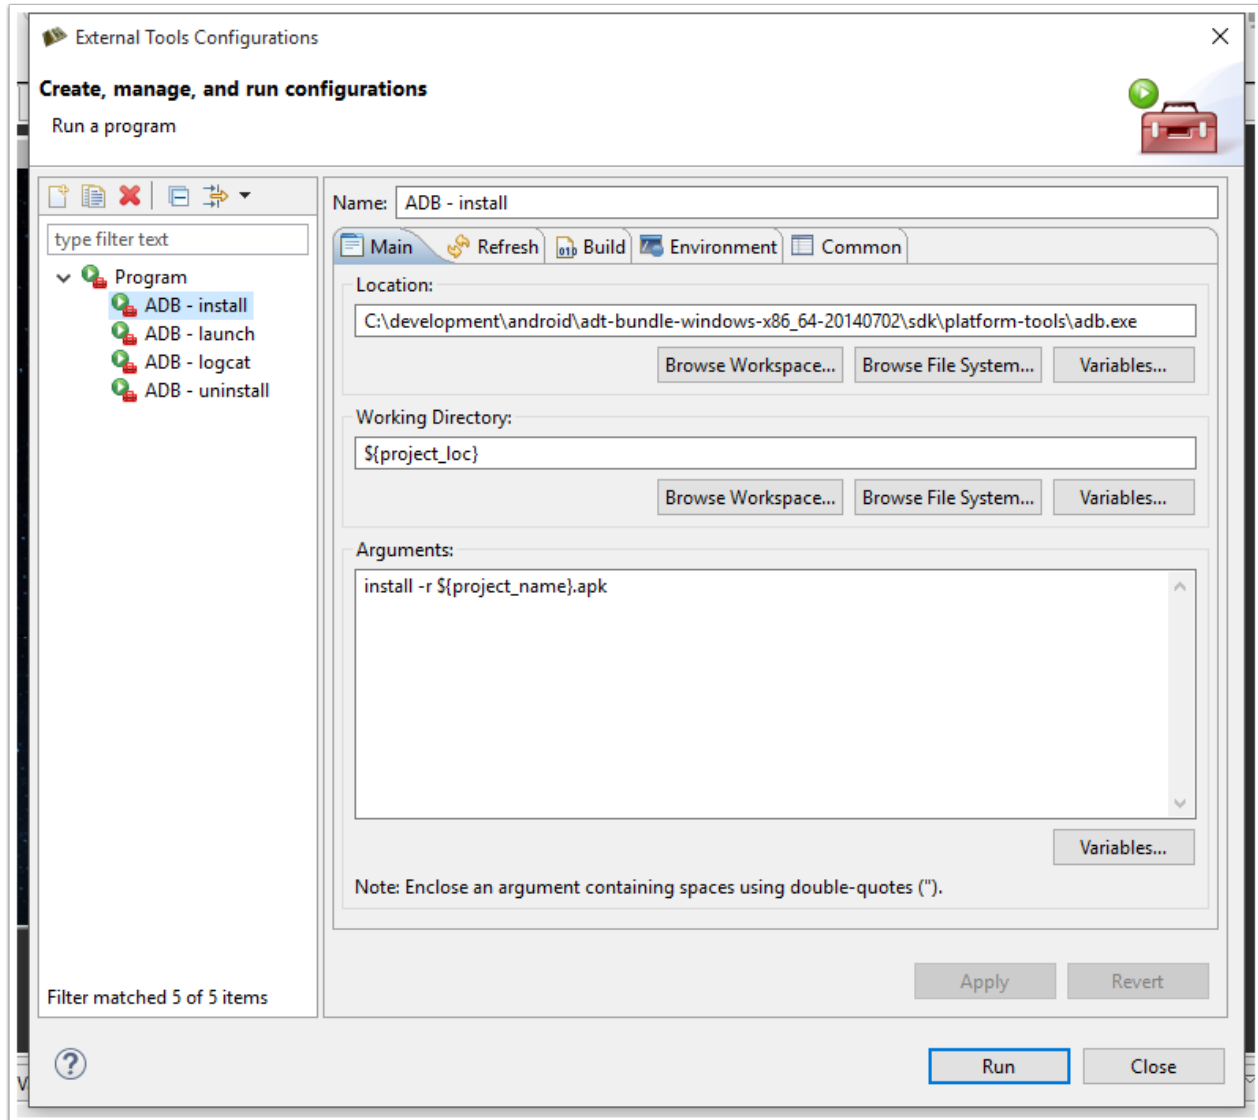 External Tools Configurations
Create, manage, and run configurations
Run a program
type filter text
Program
ADB - install
ADB - launch
ADB - logcat
ADB - uninstall
Filter matched 5 of 5 items
Name: ADB - install
Main Refresh Build Environment Common
Location:
C:\development\android\adt-bundle-windows-x86_64-20140702\sdk\platform-tools\adb.exe
Browse Workspace... Browse File System... Variables...
Working Directory:
${project_loc}
Browse Workspace... Browse File System... Variables...
Arguments:
install -r ${project_name}.apk
Variables...
Note: Enclose an argument containing spaces using double-quotes (").
Apply Revert
Run Close